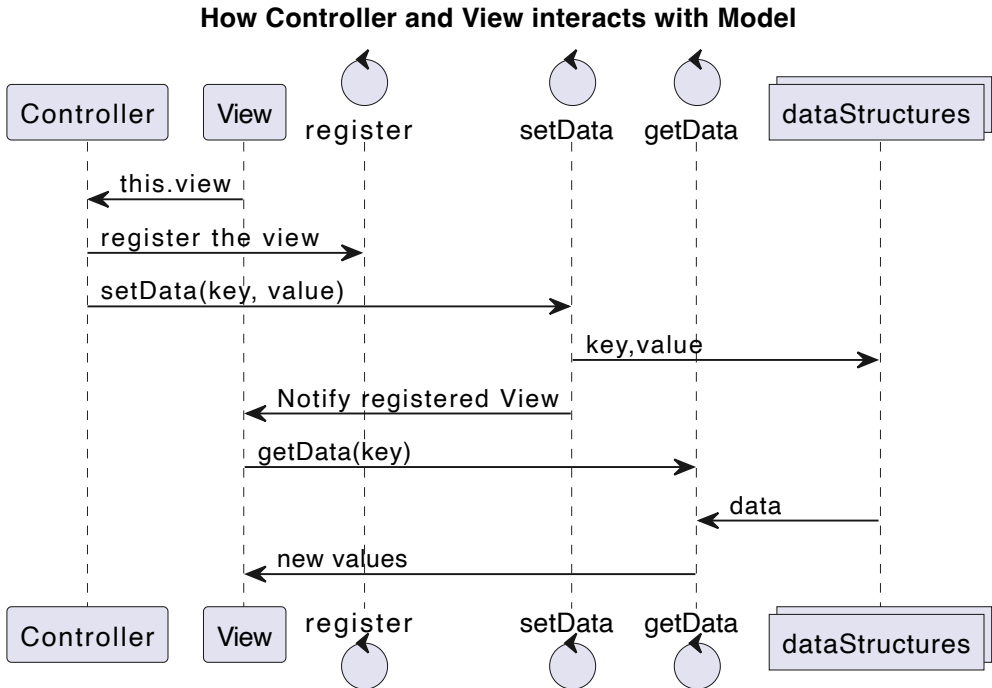 How Controller and View interacts with Model
Controller
View
register
setData
getData
dataStructures
this.view
register the view
setData(key, value)
key,value
Notify registered View
getData(key)
data
new values
Controller
View
register
setData
getData
dataStructures